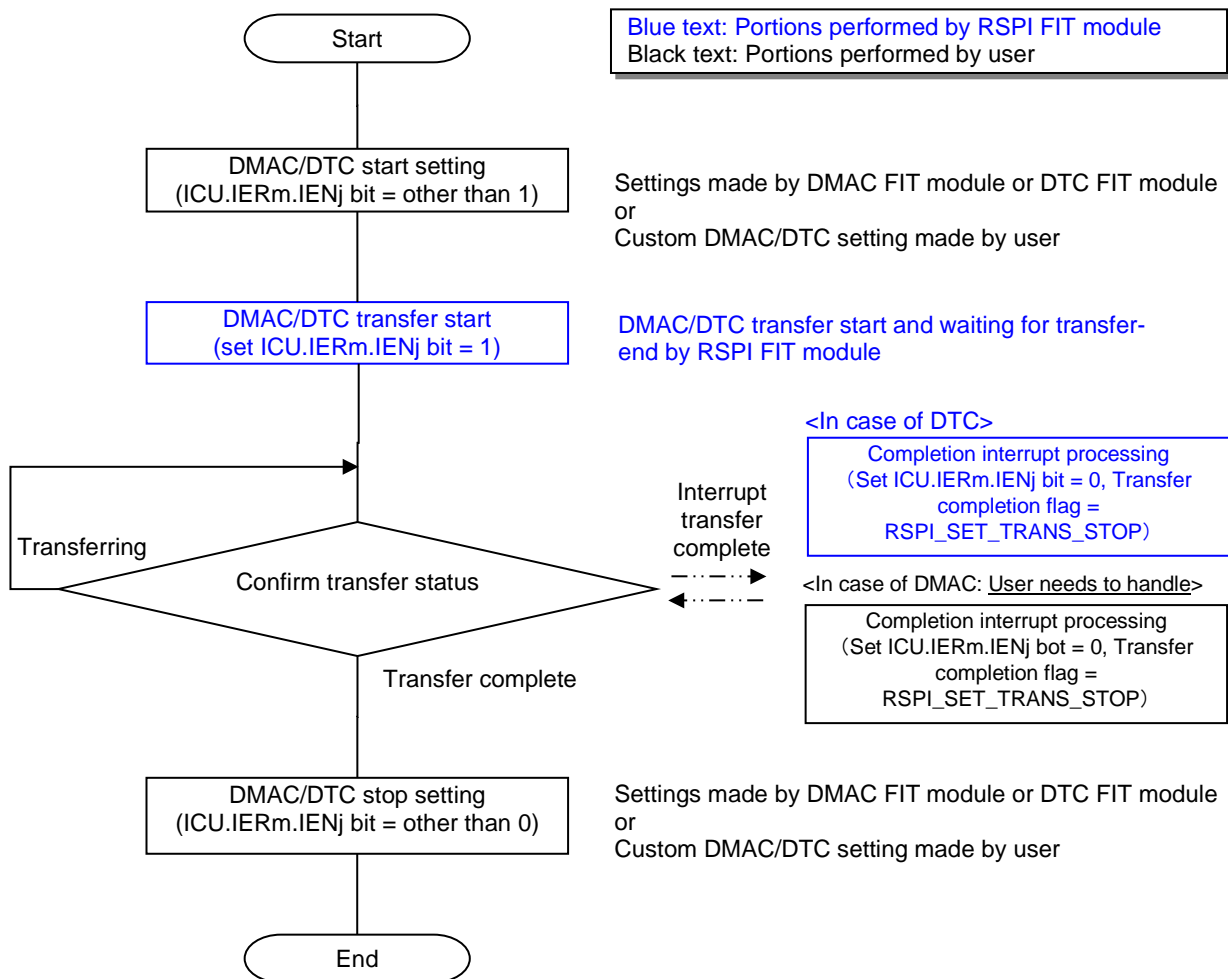 Start
Blue text: Portions performed by RSPI FIT module
Black text: Portions performed by user
DMAC/DTC start setting
(ICU.IERm.IENj bit = other than 1)
Settings made by DMAC FIT module or DTC FIT module
or
Custom DMAC/DTC setting made by user
DMAC/DTC transfer start
(set ICU.IERm.IENj bit = 1)
DMAC/DTC transfer start and waiting for transfer-
end by RSPI FIT module
<In case of DTC>
Completion interrupt processing
（Set ICU.IERm.IENj bit = 0, Transfer
completion flag =
RSPI_SET_TRANS_STOP）
Interrupt
transfer
complete
Transferring
Confirm transfer status
<In case of DMAC: User needs to handle>
Completion interrupt processing
（Set ICU.IERm.IENj bot = 0, Transfer
completion flag =
RSPI_SET_TRANS_STOP）
Transfer complete
DMAC/DTC stop setting
(ICU.IERm.IENj bit = other than 0)
Settings made by DMAC FIT module or DTC FIT module
or
Custom DMAC/DTC setting made by user
End